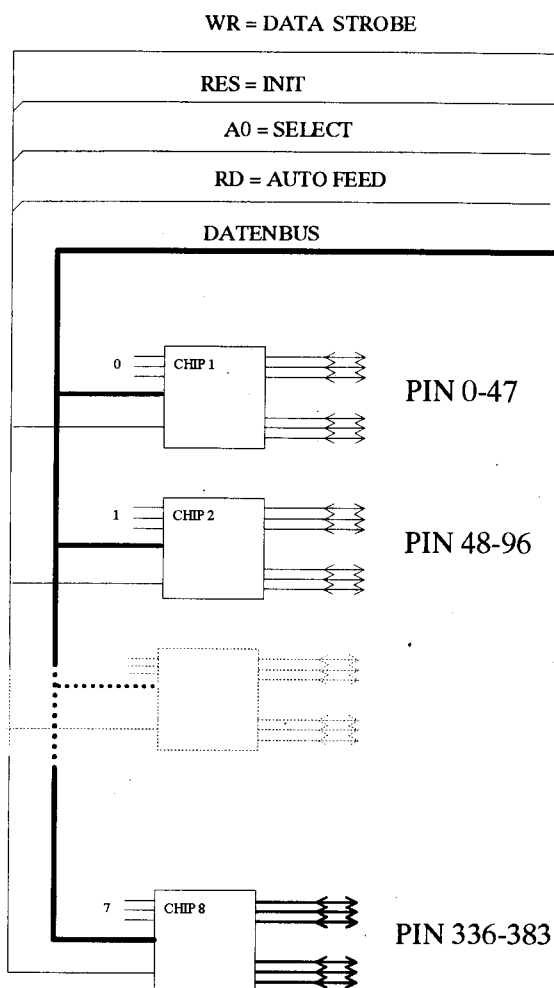 WR = DATA STROBE
RES = INIT
A0 = SELECT
RD = AUTO FEED
DATENBUS
0
CHIP 1
PIN 0-47
1
CHIP 2
PIN 48-96
7
CHIP 8
PIN 336-383